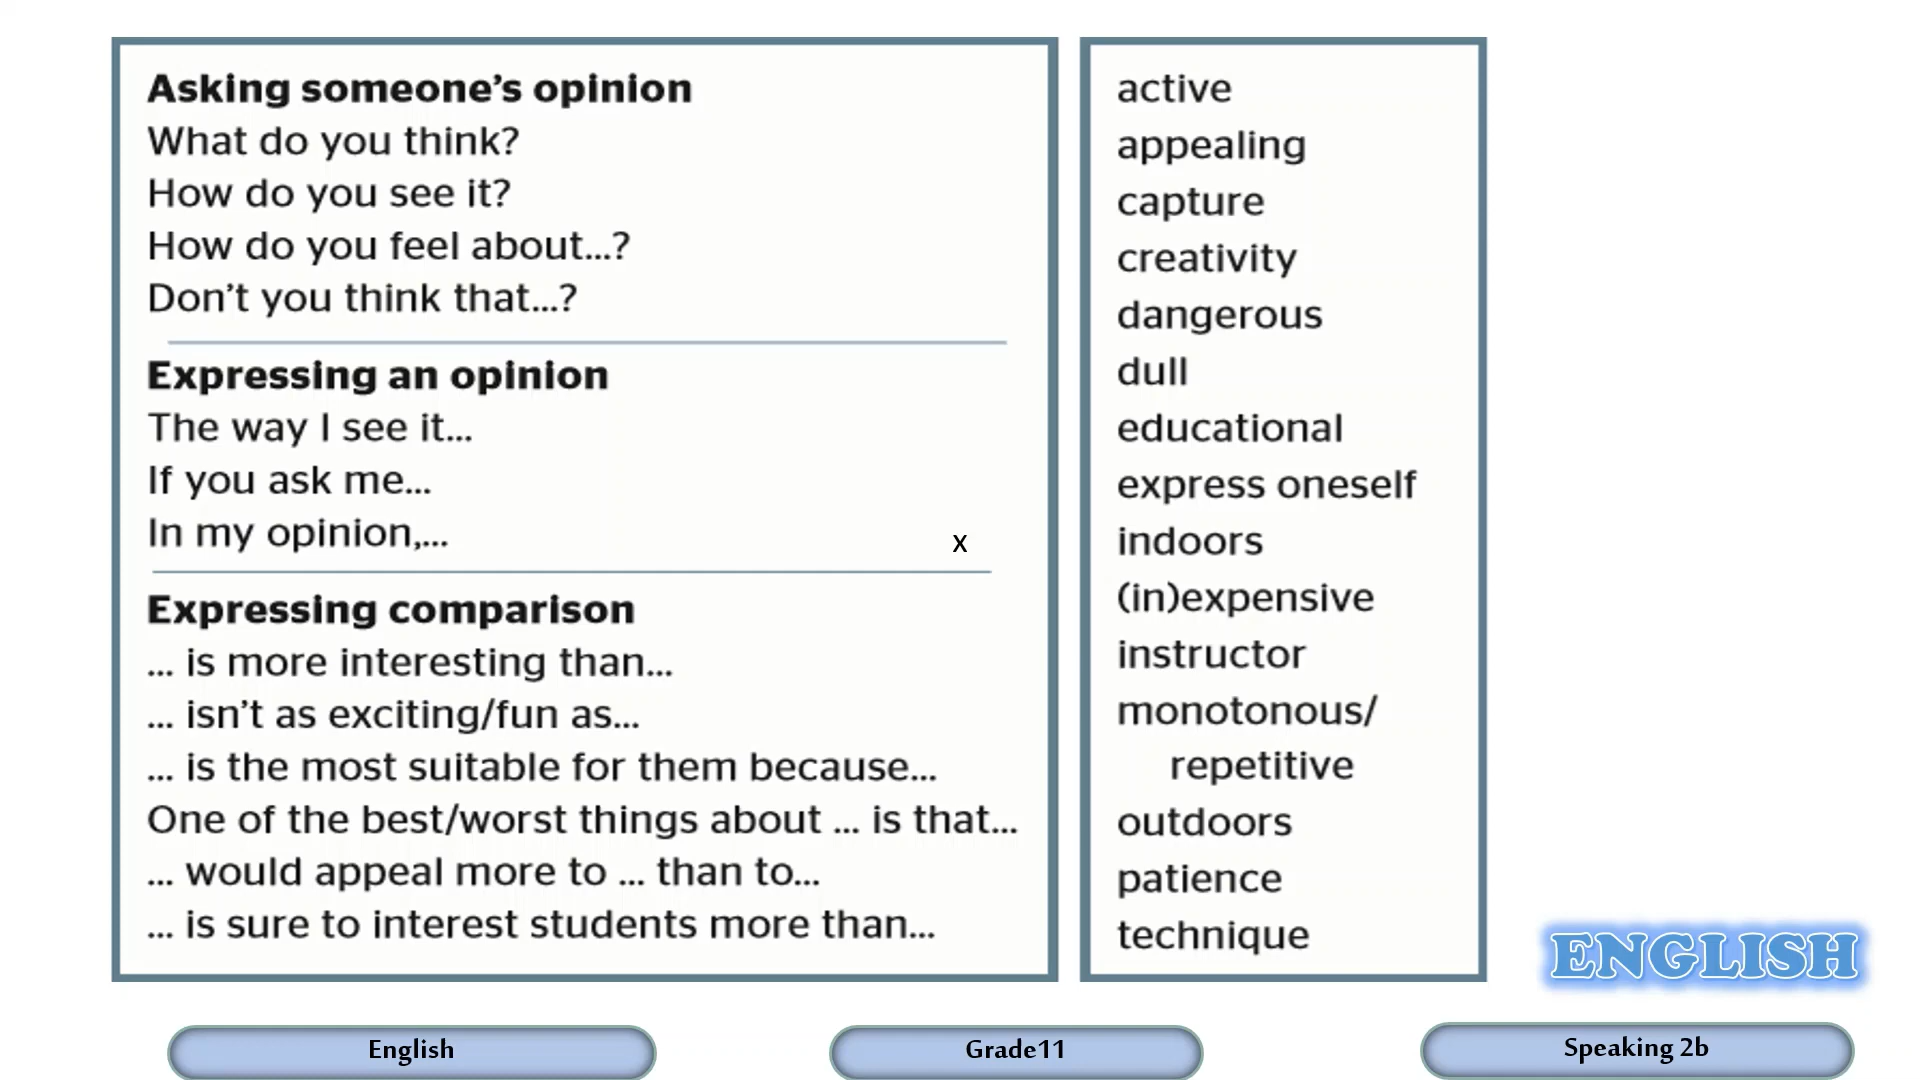 Asking someone's opinion
What do you think?
How do you see it?
How do you feel about...?
Don't you think that...?
Expressing an opinion
The way I see it...
If you ask me...
In my opinion,...
x
Expressing comparison
... is more interesting than...
... isn't as exciting/fun as...
... is the most suitable for them because...
One of the best/worst things about ... is that...
... would appeal more to ... than to...
... is sure to interest students more than...
active
appealing
capture
creativity
dangerous
dull
educational
express oneself
indoors
(in)expensive
instructor
monotonous/
repetitive
outdoors
patience
technique
ENGLISH
English
Grade11
Speaking 2b